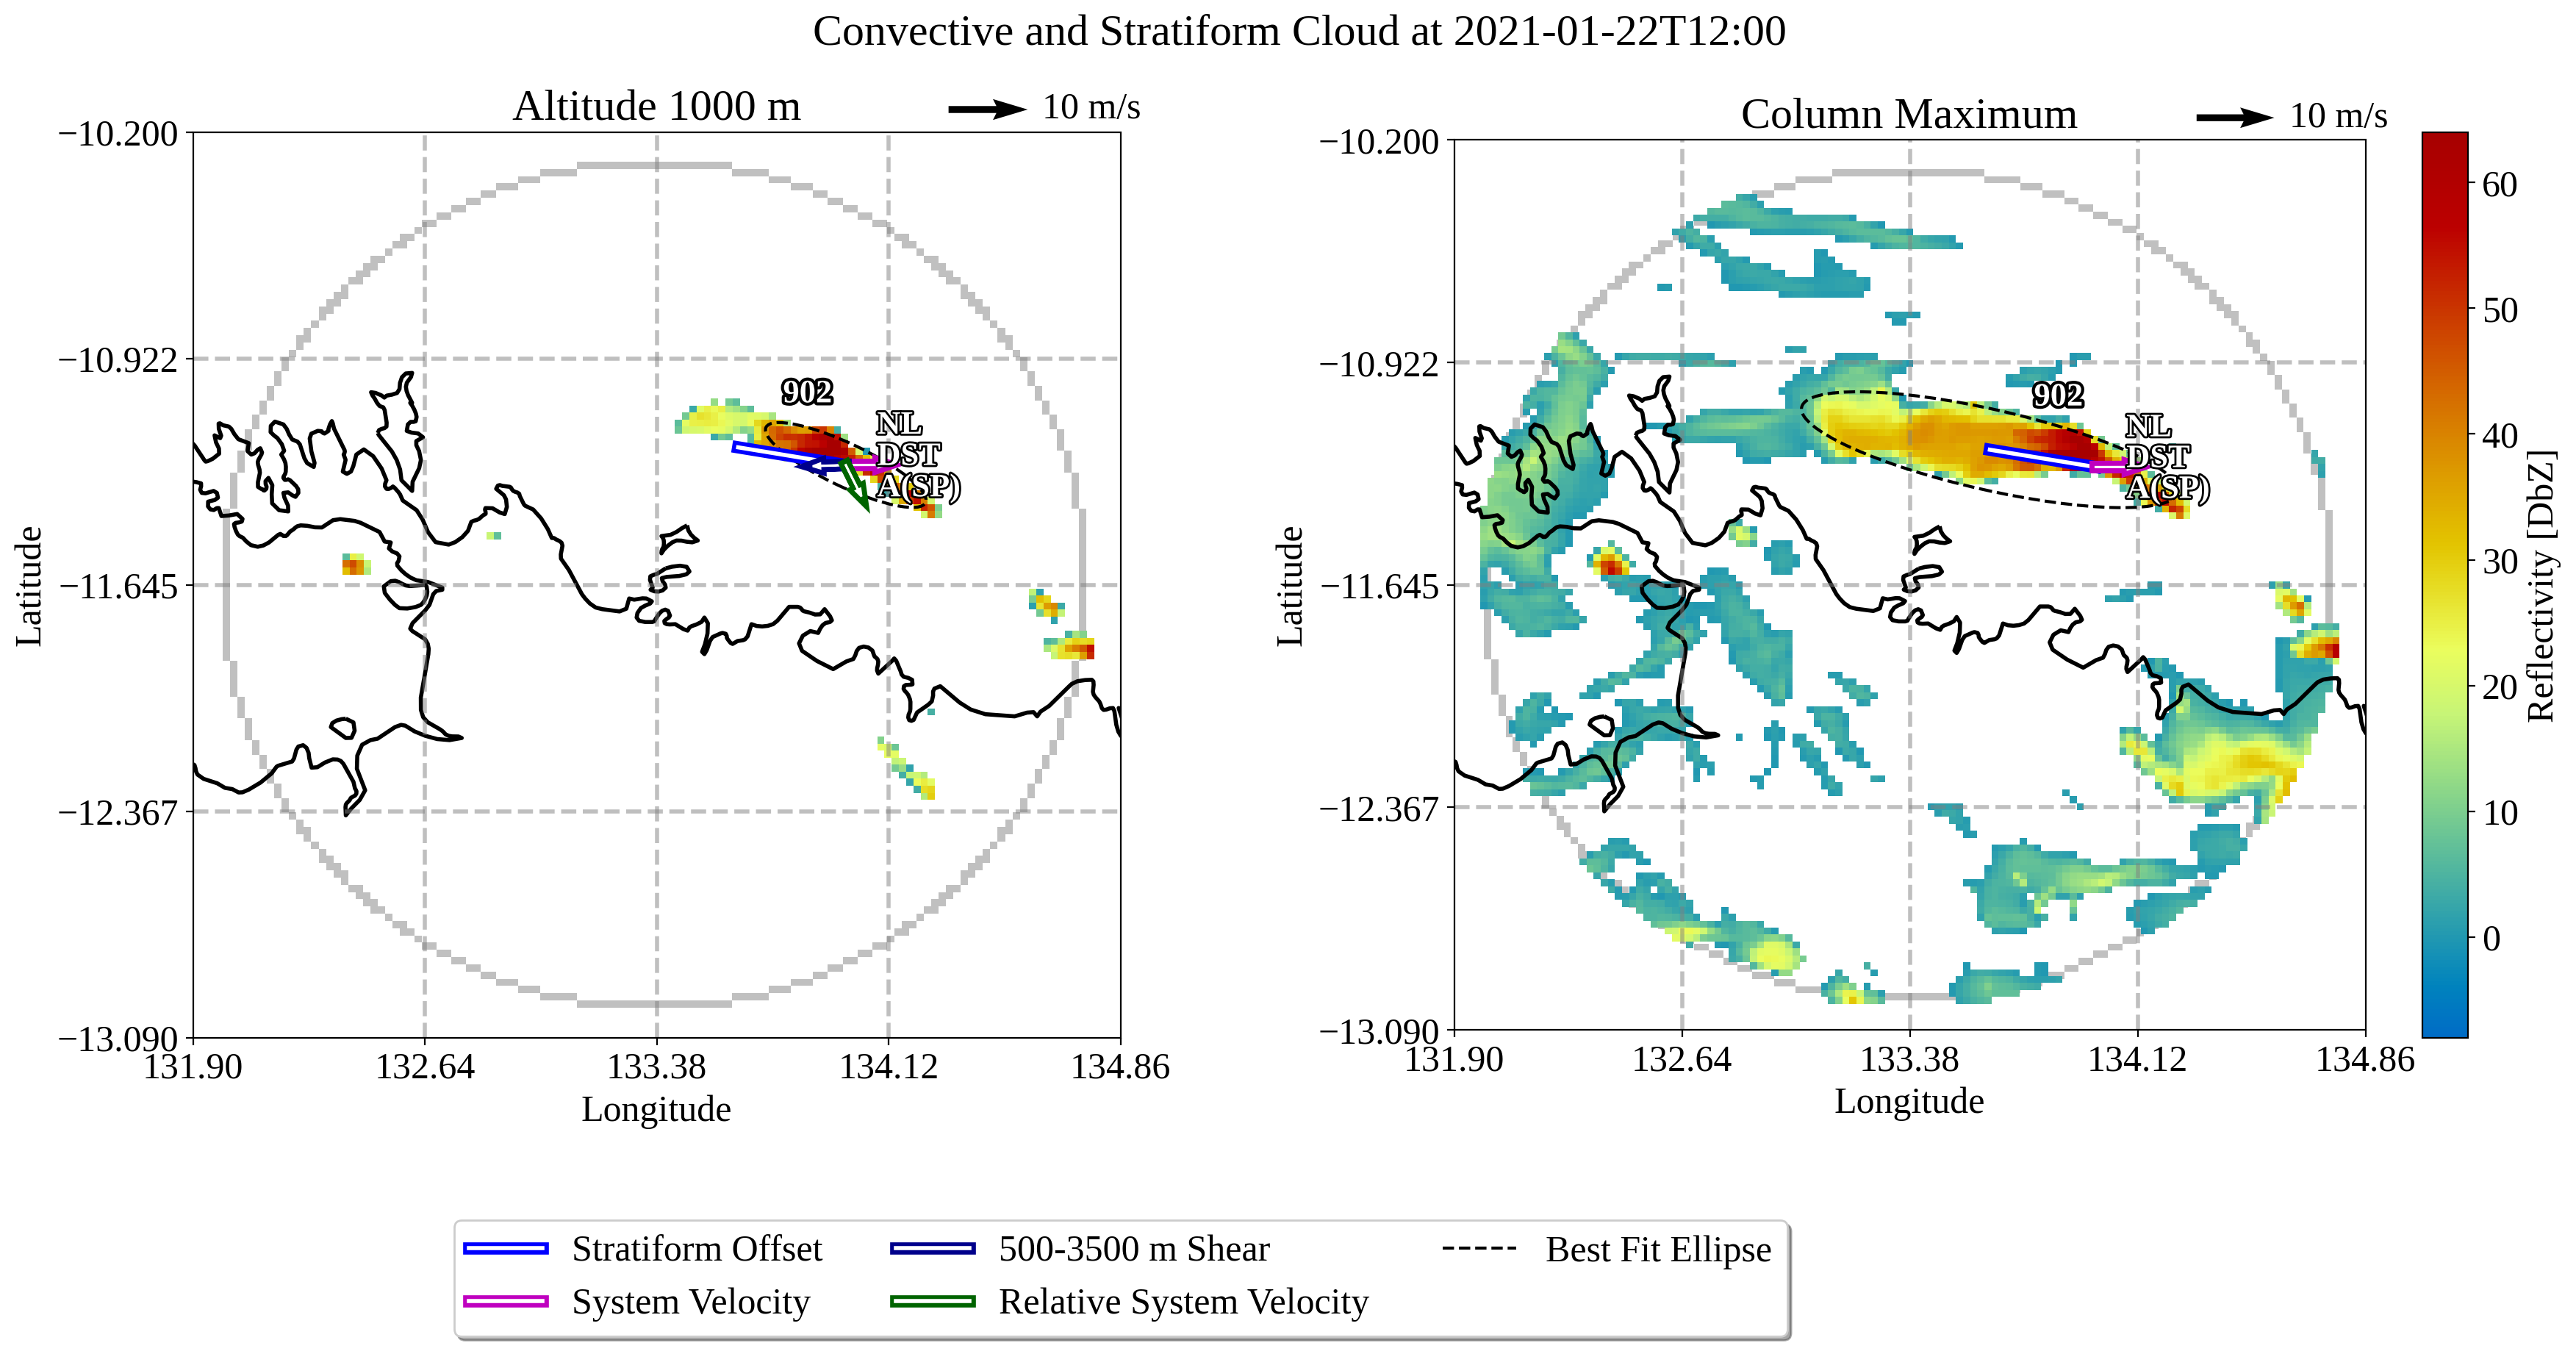 Convective and Stratiform Cloud at 2021-01-22T12:00
Altitude 1000 m
10 m/s
−10.200
−10.922
−11.645
−12.367
−13.090
131.90
132.64
133.38
134.12
134.86
Latitude
Longitude
902
NL
DST
A(SP)
Column Maximum
10 m/s
−10.200
−10.922
−11.645
−12.367
−13.090
131.90
132.64
133.38
134.12
134.86
Latitude
Longitude
902
NL
DST
A(SP)
60
50
40
30
20
10
0
Reflectivity [DbZ]
Stratiform Offset
System Velocity
500-3500 m Shear
Relative System Velocity
Best Fit Ellipse